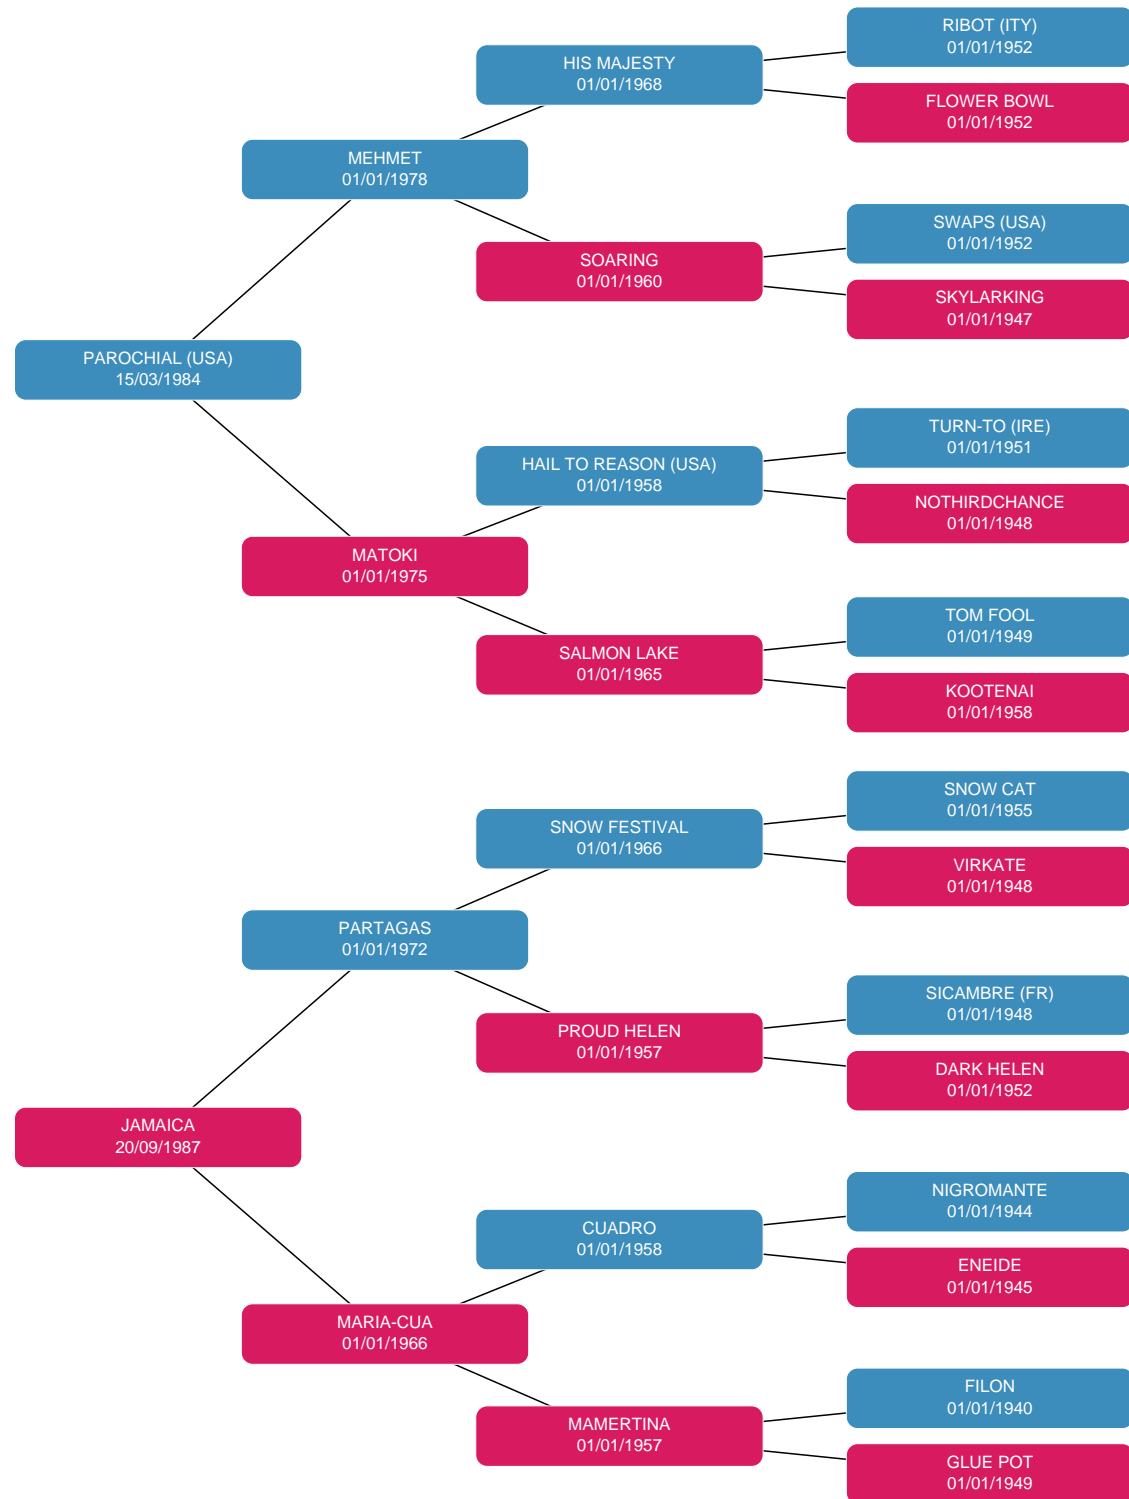 RIBOT (ITY)
01/01/1952
HIS MAJESTY
01/01/1968
FLOWER BOWL
01/01/1952
MEHMET
01/01/1978
SWAPS (USA)
01/01/1952
SOARING
01/01/1960
SKYLARKING
01/01/1947
PAROCHIAL (USA)
15/03/1984
TURN-TO (IRE)
01/01/1951
HAIL TO REASON (USA)
01/01/1958
NOTHIRDCHANCE
01/01/1948
MATOKI
01/01/1975
TOM FOOL
01/01/1949
SALMON LAKE
01/01/1965
KOOTENAI
01/01/1958
SNOW CAT
01/01/1955
SNOW FESTIVAL
01/01/1966
VIRKATE
01/01/1948
PARTAGAS
01/01/1972
SICAMBRE (FR)
01/01/1948
PROUD HELEN
01/01/1957
DARK HELEN
01/01/1952
JAMAICA
20/09/1987
NIGROMANTE
01/01/1944
CUADRO
01/01/1958
ENEIDE
01/01/1945
MARIA-CUA
01/01/1966
FILON
01/01/1940
MAMERTINA
01/01/1957
GLUE POT
01/01/1949